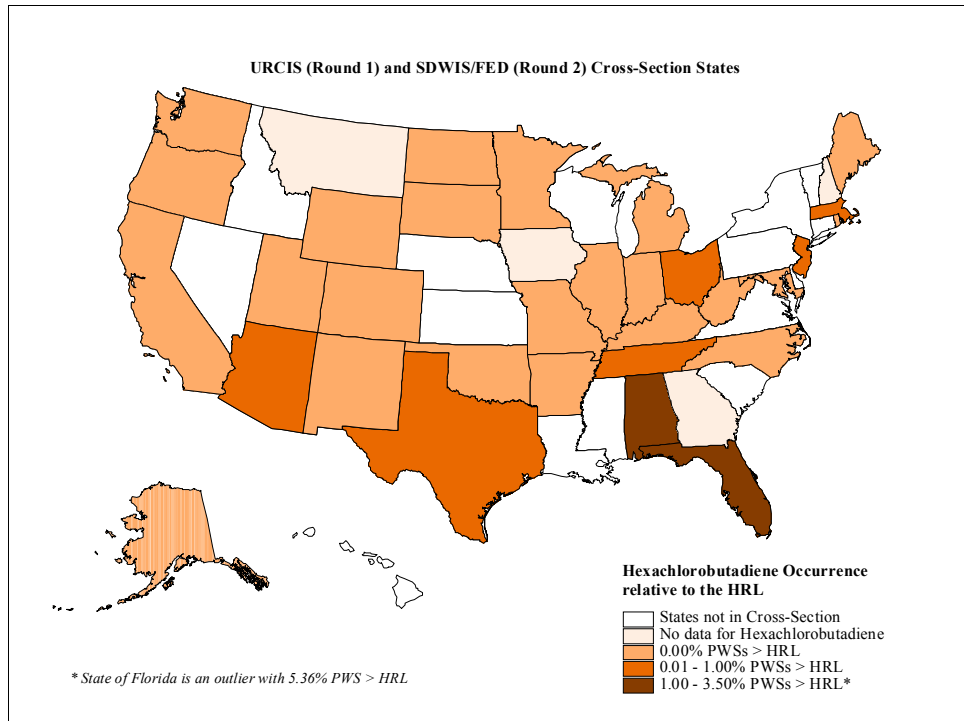 URCIS (Round 1) and SDWIS/FED (Round 2) Cross-Section States
Hexachlorobutadiene Occurrence
relative to the HRL
States not in Cross-Section
No data for Hexachlorobutadiene
0.00% PWSs > HRL
0.01 - 1.00% PWSs > HRL
1.00 - 3.50% PWSs > HRL*
* State of Florida is an outlier with 5.36% PWS > HRL